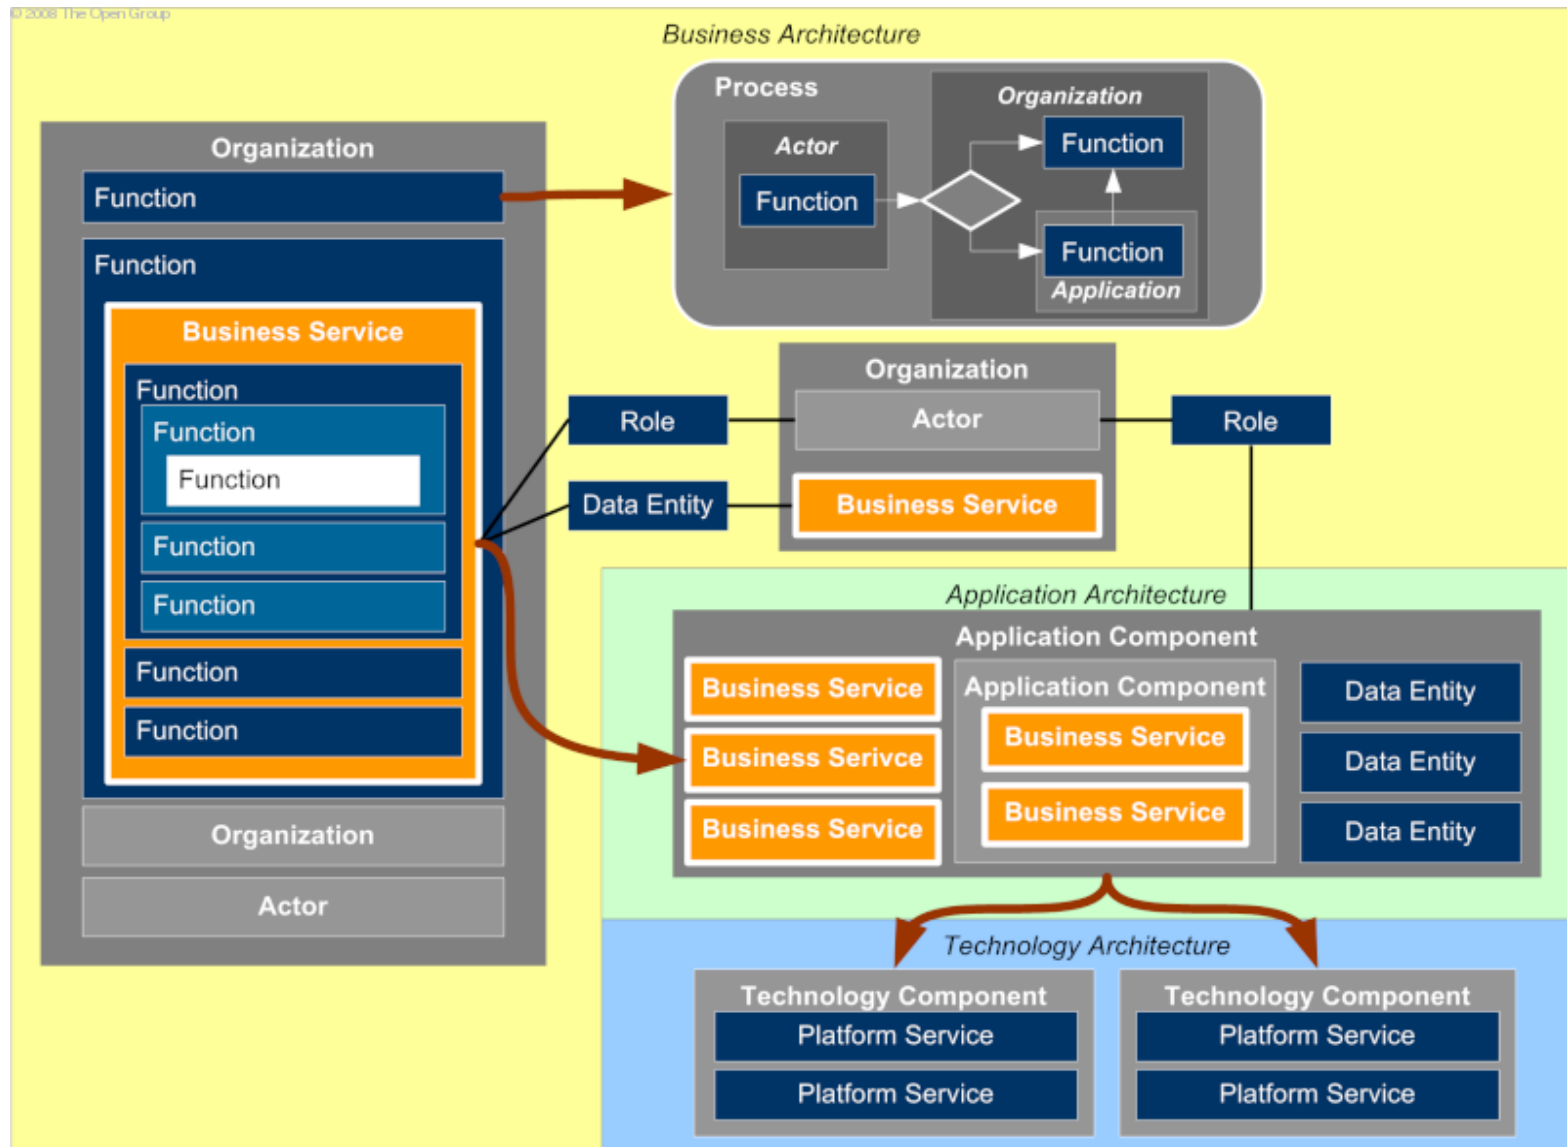 © 2008 The Open Group
Business Architecture
Organization
Function
Function
Business Service
Function
Function
Function
Function
Function
Function
Function
Organization
Actor
Process
Actor
Function
Organization
Function
Function
Application
Organization
Role
Actor
Role
Data Entity
Business Service
Application Architecture
Application Component
Business Service
Business Serivce
Business Service
Application Component
Business Service
Business Service
Data Entity
Data Entity
Data Entity
Technology Architecture
Technology Component
Platform Service
Platform Service
Technology Component
Platform Service
Platform Service